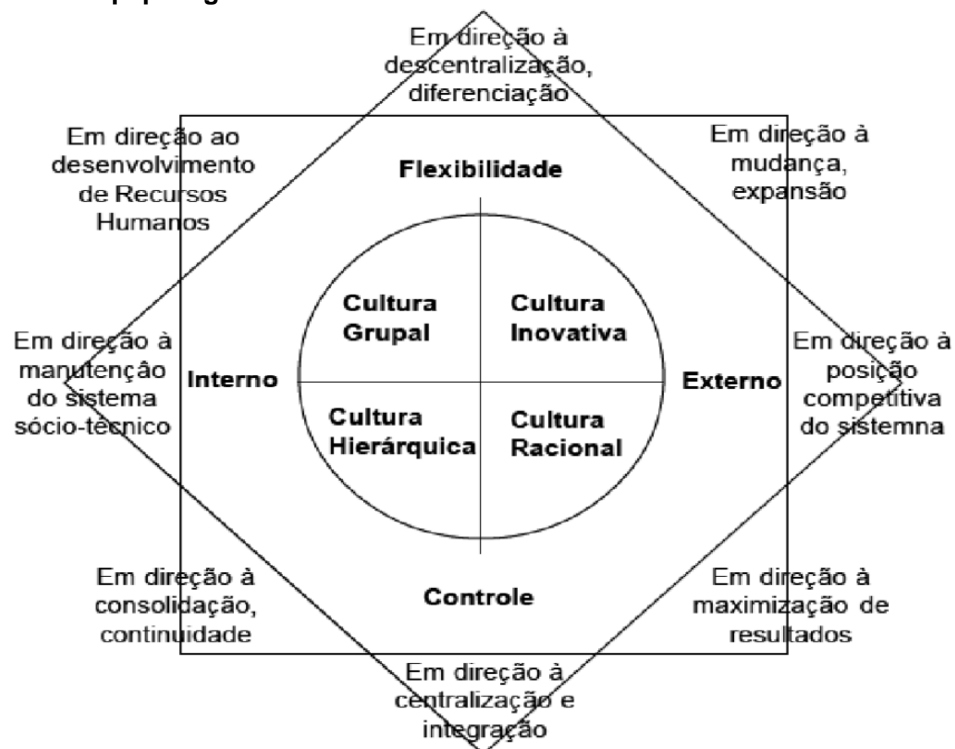 Em direção à
descentralização,
diferenciação
Em direção ao
desenvolvimento
de Recursos
Humanos
Flexibilidade
Em direção à
mudança,
expansão
Cultura
Grupal
Cultura
Inovativa
Em direção à
manutenção
do sistema
sócio-técnico
Interno
Externo
Em direção à
posição
competitiva
do sistemna
Cultura
Hierárquica
Cultura
Racional
Em direção à
consolidação,
continuidade
Controle
Em direção à
maximização de
resultados
Em direção à
centralização e
integração